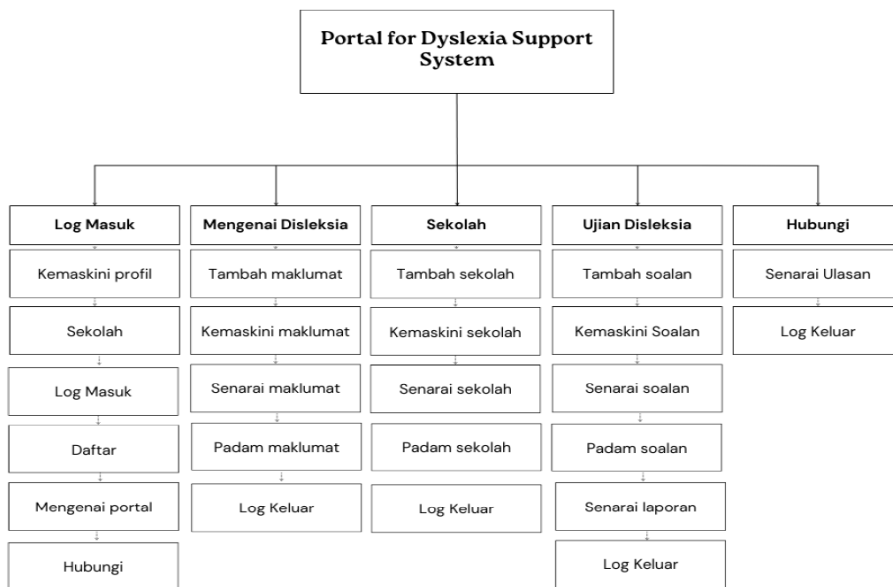 Portal for Dyslexia Support
System
Log Masuk
Mengenai Disleksia
Sekolah
Ujian Disleksia
Hubungi
Kemaskini profil
Tambah maklumat
Tambah sekolah
Tambah soalan
Senarai Ulasan
Sekolah
Kemaskini maklumat
Kemaskini sekolah
Kemaskini Soalan
Log Keluar
Log Masuk
Senarai maklumat
Senarai sekolah
Senarai soalan
Daftar
Padam maklumat
Padam sekolah
Padam soalan
Mengenai portal
Log Keluar
Log Keluar
Senarai laporan
Hubungi
Log Keluar